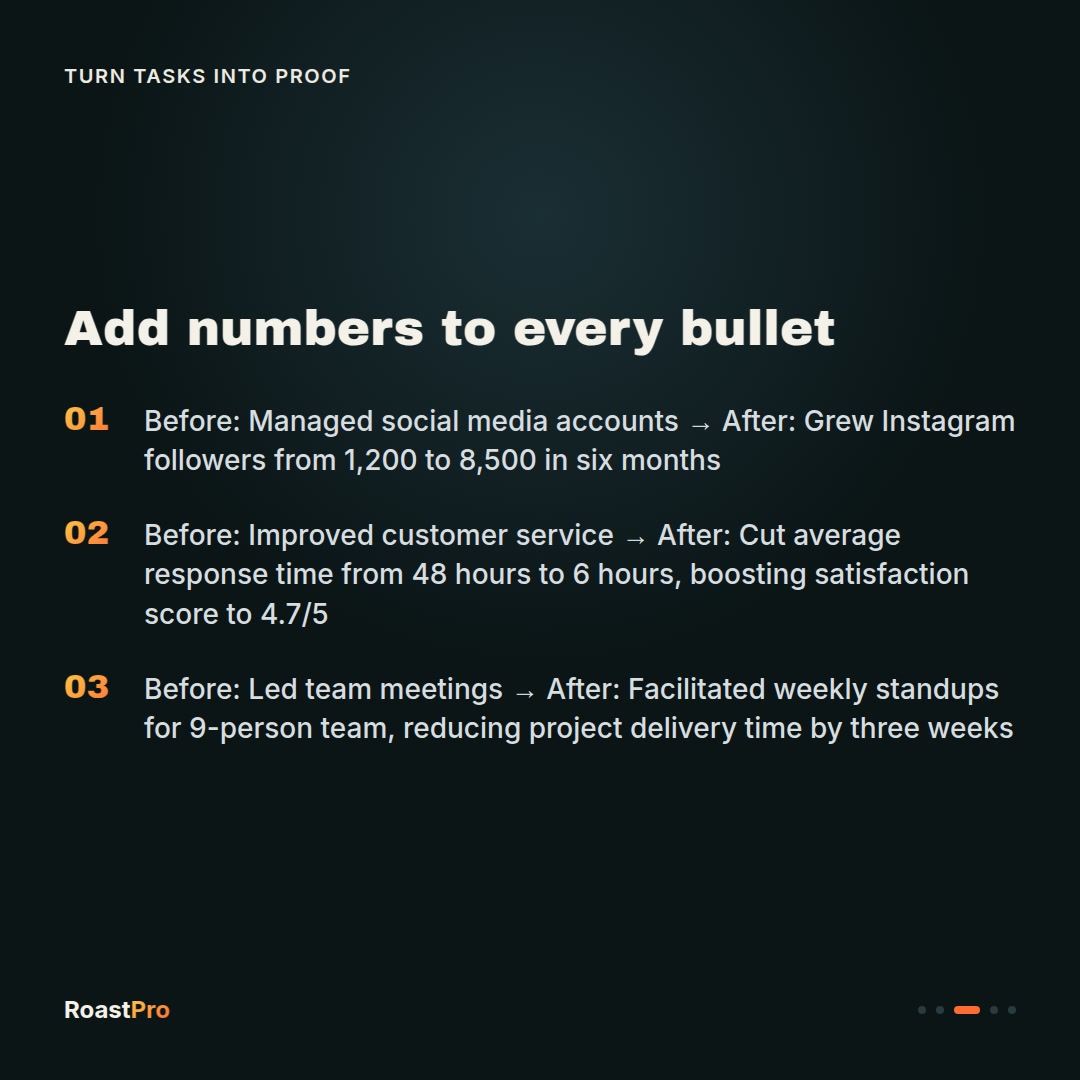 TURN TASKS INTO PROOF
Add numbers to every bullet
01 Before: Managed social media accounts → After: Grew Instagram
followers from 1,200 to 8,500 in six months
02 Before: Improved customer service → After: Cut average
response time from 48 hours to 6 hours, boosting satisfaction
score to 4.7/5
03 Before: Led team meetings → After: Facilitated weekly standups
for 9-person team, reducing project delivery time by three weeks
RoastPro